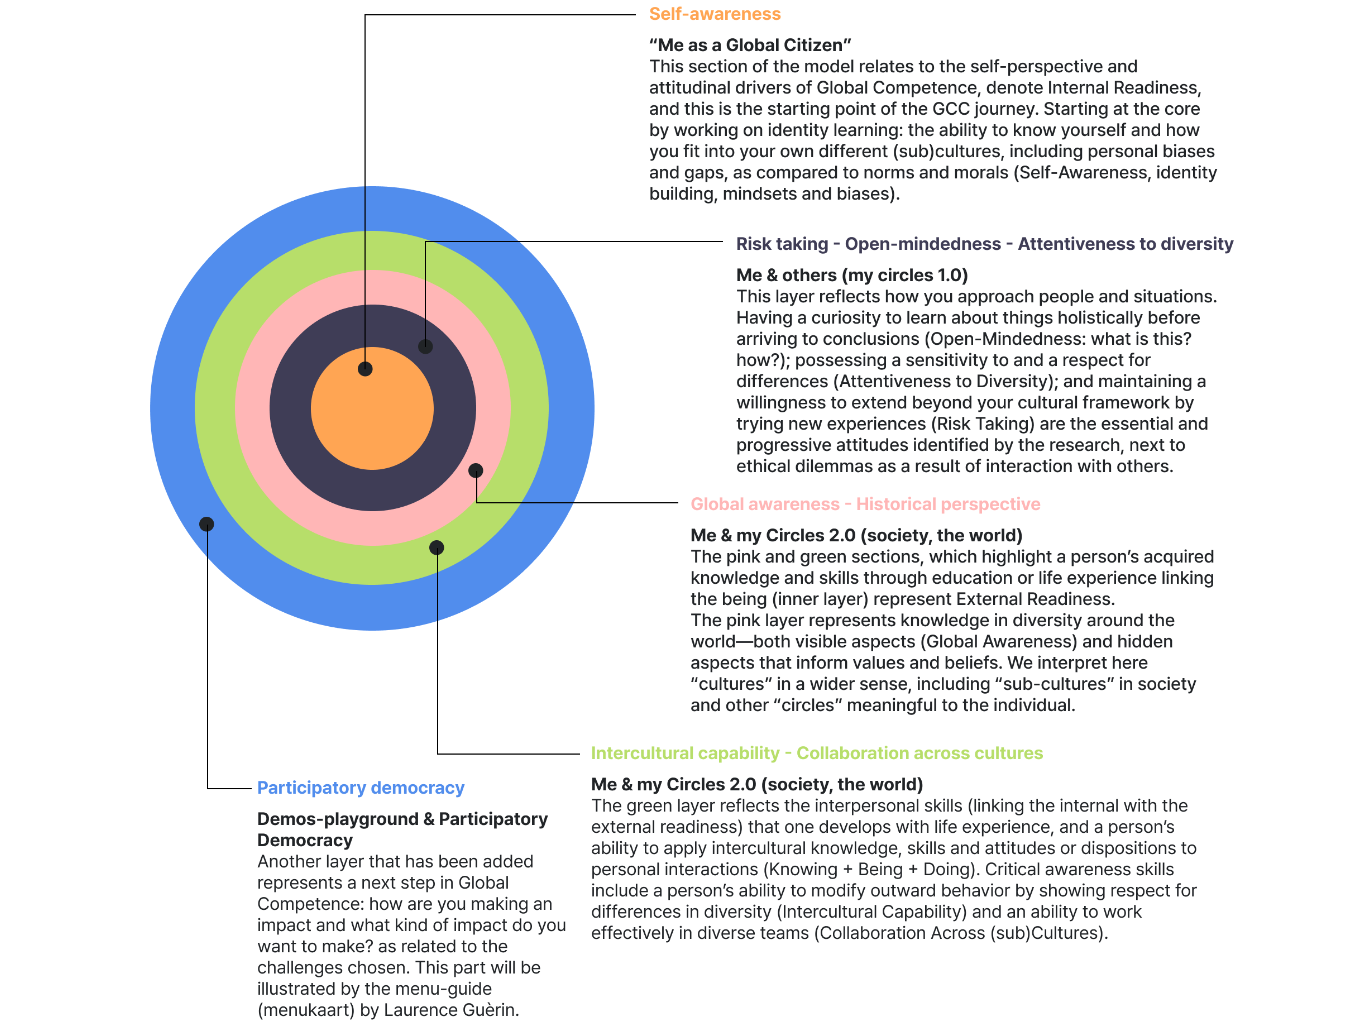 Self-awareness
“Me as a Global Citizen”
This section of the model relates to the self-perspective and
attitudinal drivers of Global Competence, denote Internal Readiness,
and this is the starting point of the GCC journey. Starting at the core
by working on identity learning: the ability to know yourself and how
you fit into your own different (sub)cultures, including personal biases
and gaps, as compared to norms and morals (Self-Awareness, identity
building, mindsets and biases).
Risk taking - Open-mindedness - Attentiveness to diversity
Me & others (my circles 1.0)
This layer reflects how you approach people and situations.
Having a curiosity to learn about things holistically before
arriving to conclusions (Open-Mindedness: what is this?
how?); possessing a sensitivity to and a respect for
differences (Attentiveness to Diversity); and maintaining a
willingness to extend beyond your cultural framework by
trying new experiences (Risk Taking) are the essential and
progressive attitudes identified by the research, next to
ethical dilemmas as a result of interaction with others.
Global awareness - Historical perspective
Me & my Circles 2.0 (society, the world)
The pink and green sections, which highlight a person’s acquired
knowledge and skills through education or life experience linking
the being (inner layer) represent External Readiness.
The pink layer represents knowledge in diversity around the
world—both visible aspects (Global Awareness) and hidden
aspects that inform values and beliefs. We interpret here
“cultures” in a wider sense, including “sub-cultures” in society
and other “circles” meaningful to the individual.
Intercultural capability - Collaboration across cultures
Me & my Circles 2.0 (society, the world)
The green layer reflects the interpersonal skills (linking the internal with the
external readiness) that one develops with life experience, and a person’s
ability to apply intercultural knowledge, skills and attitudes or dispositions to
personal interactions (Knowing + Being + Doing). Critical awareness skills
include a person’s ability to modify outward behavior by showing respect for
differences in diversity (Intercultural Capability) and an ability to work
effectively in diverse teams (Collaboration Across (sub)Cultures).
Participatory democracy
Demos-playground & Participatory
Democracy
Another layer that has been added
represents a next step in Global
Competence: how are you making an
impact and what kind of impact do you
want to make? as related to the
challenges chosen. This part will be
illustrated by the menu-guide
(menukaart) by Laurence Guèrin.